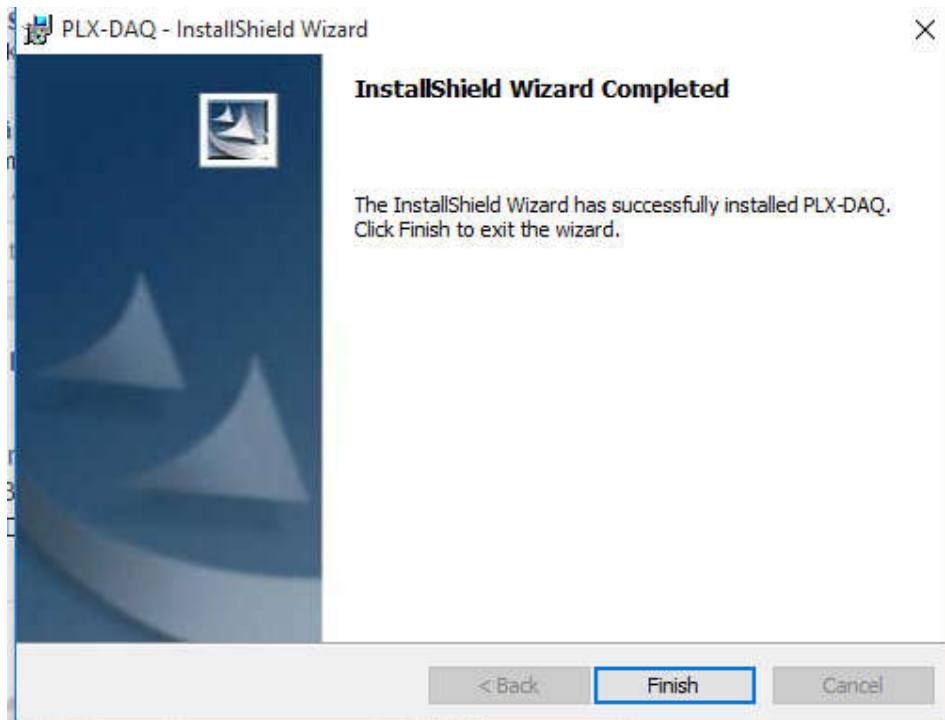 PLX-DAQ - InstallShield Wizard
InstallShield Wizard Completed
The InstallShield Wizard has successfully installed PLX-DAQ.
Click Finish to exit the wizard.
< Back
Finish
Cancel